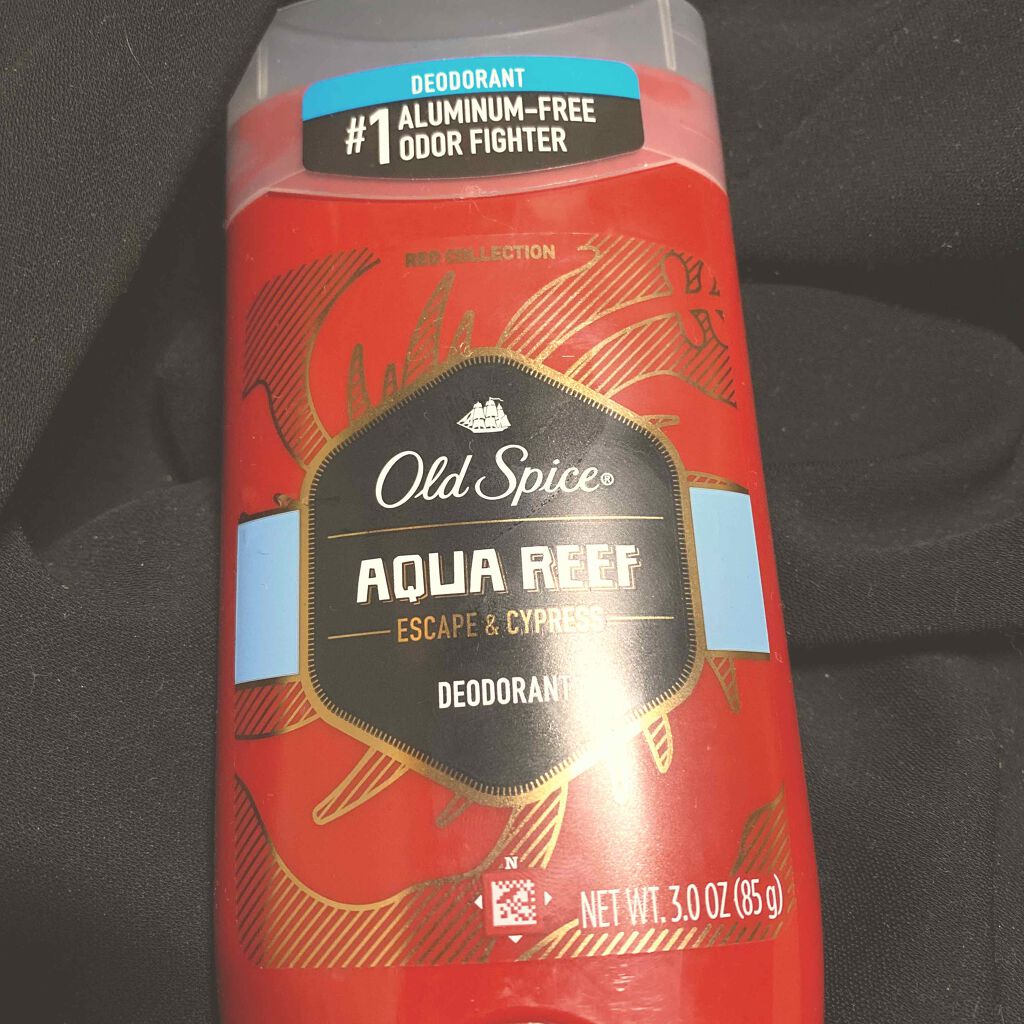 DEODORANT
#1 ALUMINUM-FREE
ODOR FIGHTER
RED COLLECTION
Old Spice®
AQUA REEF
ESCAPE & CYPRESS
DEODORANT
N
NET WT. 3.0 OZ (85 g)